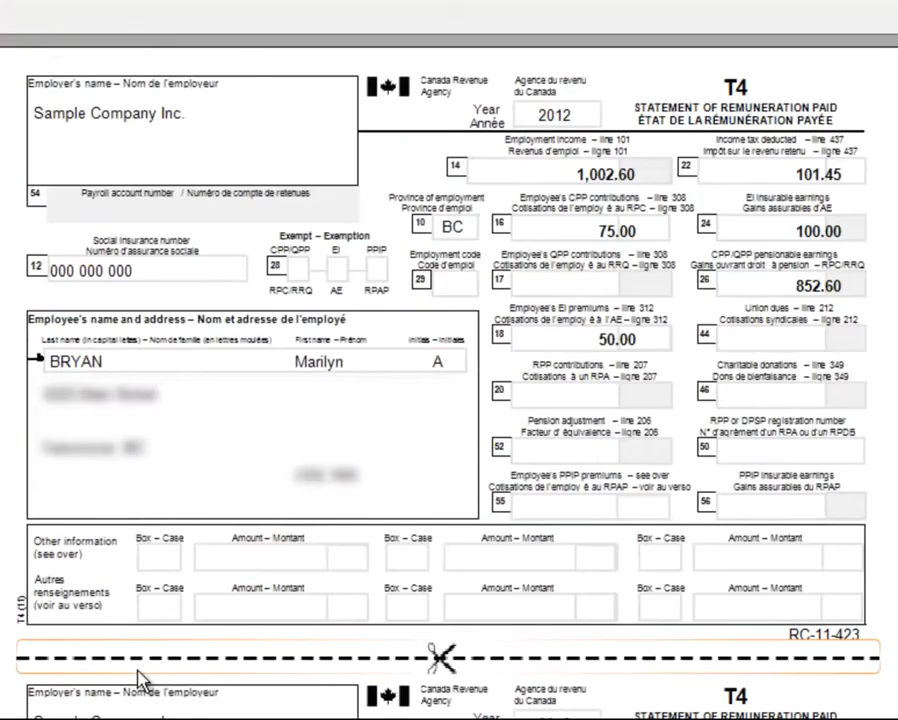 Employer's name – Nom de l'employeur
Sample Company Inc.
Canada Revenue
Agency
Agence du revenu
du Canada
T4
STATEMENT OF REMUNERATION PAID
ÉTAT DE LA RÉMUNÉRATION PAYÉE
Year
Année
2012
Employment income – line 101
Revenus d'emploi – ligne 101
14
1,002.60
Income tax deducted – line 437
Impôt sur le revenu retenu – ligne 437
22
101.45
54
Payroll account number / Numéro de compte de retenues
Province of employment
Province d'emploi
10
BC
Employee's CPP contributions – line 308
Cotisations de l'employé au RPC – ligne 308
16
75.00
EI insurable earnings
Gains assurables d'AE
24
100.00
Social insurance number
Numéro d'assurance sociale
12
000 000 000
Exempt – Exemption
CPP/QPP EI PPIP
28
RPC/RRQ AE RPAP
Employment code
Code d'emploi
29
Employee's QPP contributions – line 308
Cotisations de l'employé au RRQ – ligne 308
17
CPP/QPP pensionable earnings
Gains ouvrant droit à pension – RPC/RRQ
26
852.60
Employee's name and address – Nom et adresse de l'employé
Last name (in capital letters) – Nom de famille (en lettres moulées) First name – Prénom Initials – Initiales
BRYAN Marilyn A
Employee's EI premiums – line 312
Cotisations de l'employé à l'AE – ligne 312
18
50.00
Union dues – line 212
Cotisations syndicales – ligne 212
44
RPP contributions – line 207
Cotisations à un RPA – ligne 207
20
Charitable donations – line 349
Dons de bienfaisance – ligne 349
46
Pension adjustment – line 206
Facteur d'équivalence – ligne 206
52
RPP or DPSP registration number
N° d'agrément d'un RPA ou d'un RPDB
50
Employee's PPIP premiums – see over
Cotisations de l'employé au RPAP – voir au verso
55
PPIP insurable earnings
Gains assurables du RPAP
56
Other information
(see over)
Box – Case Amount – Montant Box – Case Amount – Montant Box – Case Amount – Montant
Autres
renseignements
(voir au verso)
Box – Case Amount – Montant Box – Case Amount – Montant Box – Case Amount – Montant
T4 (11)
RC-11-423
Employer's name – Nom de l'employeur
Canada Revenue
Agency
Agence du revenu
du Canada
T4
STATEMENT OF REMUNERATION PAID
Sample Company Inc.
Year